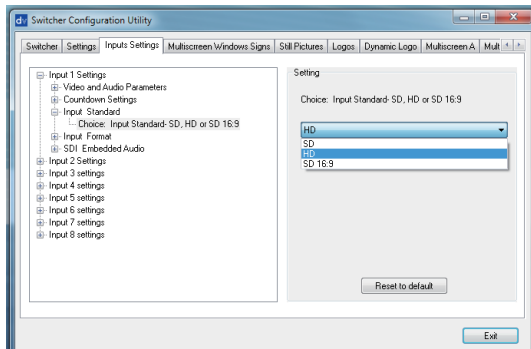 dv Switcher Configuration Utility
Switcher Settings Inputs Settings Multiscreen Windows Signs Still Pictures Logos Dynamic Logo Multiscreen A Mult
Input 1 Settings
Video and Audio Parameters
Countdown Settings
Input Standard
Choice: Input Standard- SD, HD or SD 16:9
Input Format
SDI Embedded Audio
Input 2 Settings
Input 3 settings
Input 4 settings
Input 5 settings
Input 6 settings
Input 7 settings
Input 8 settings
Setting
Choice: Input Standard- SD, HD or SD 16:9
HD
SD
HD
SD 16:9
Reset to default
Exit